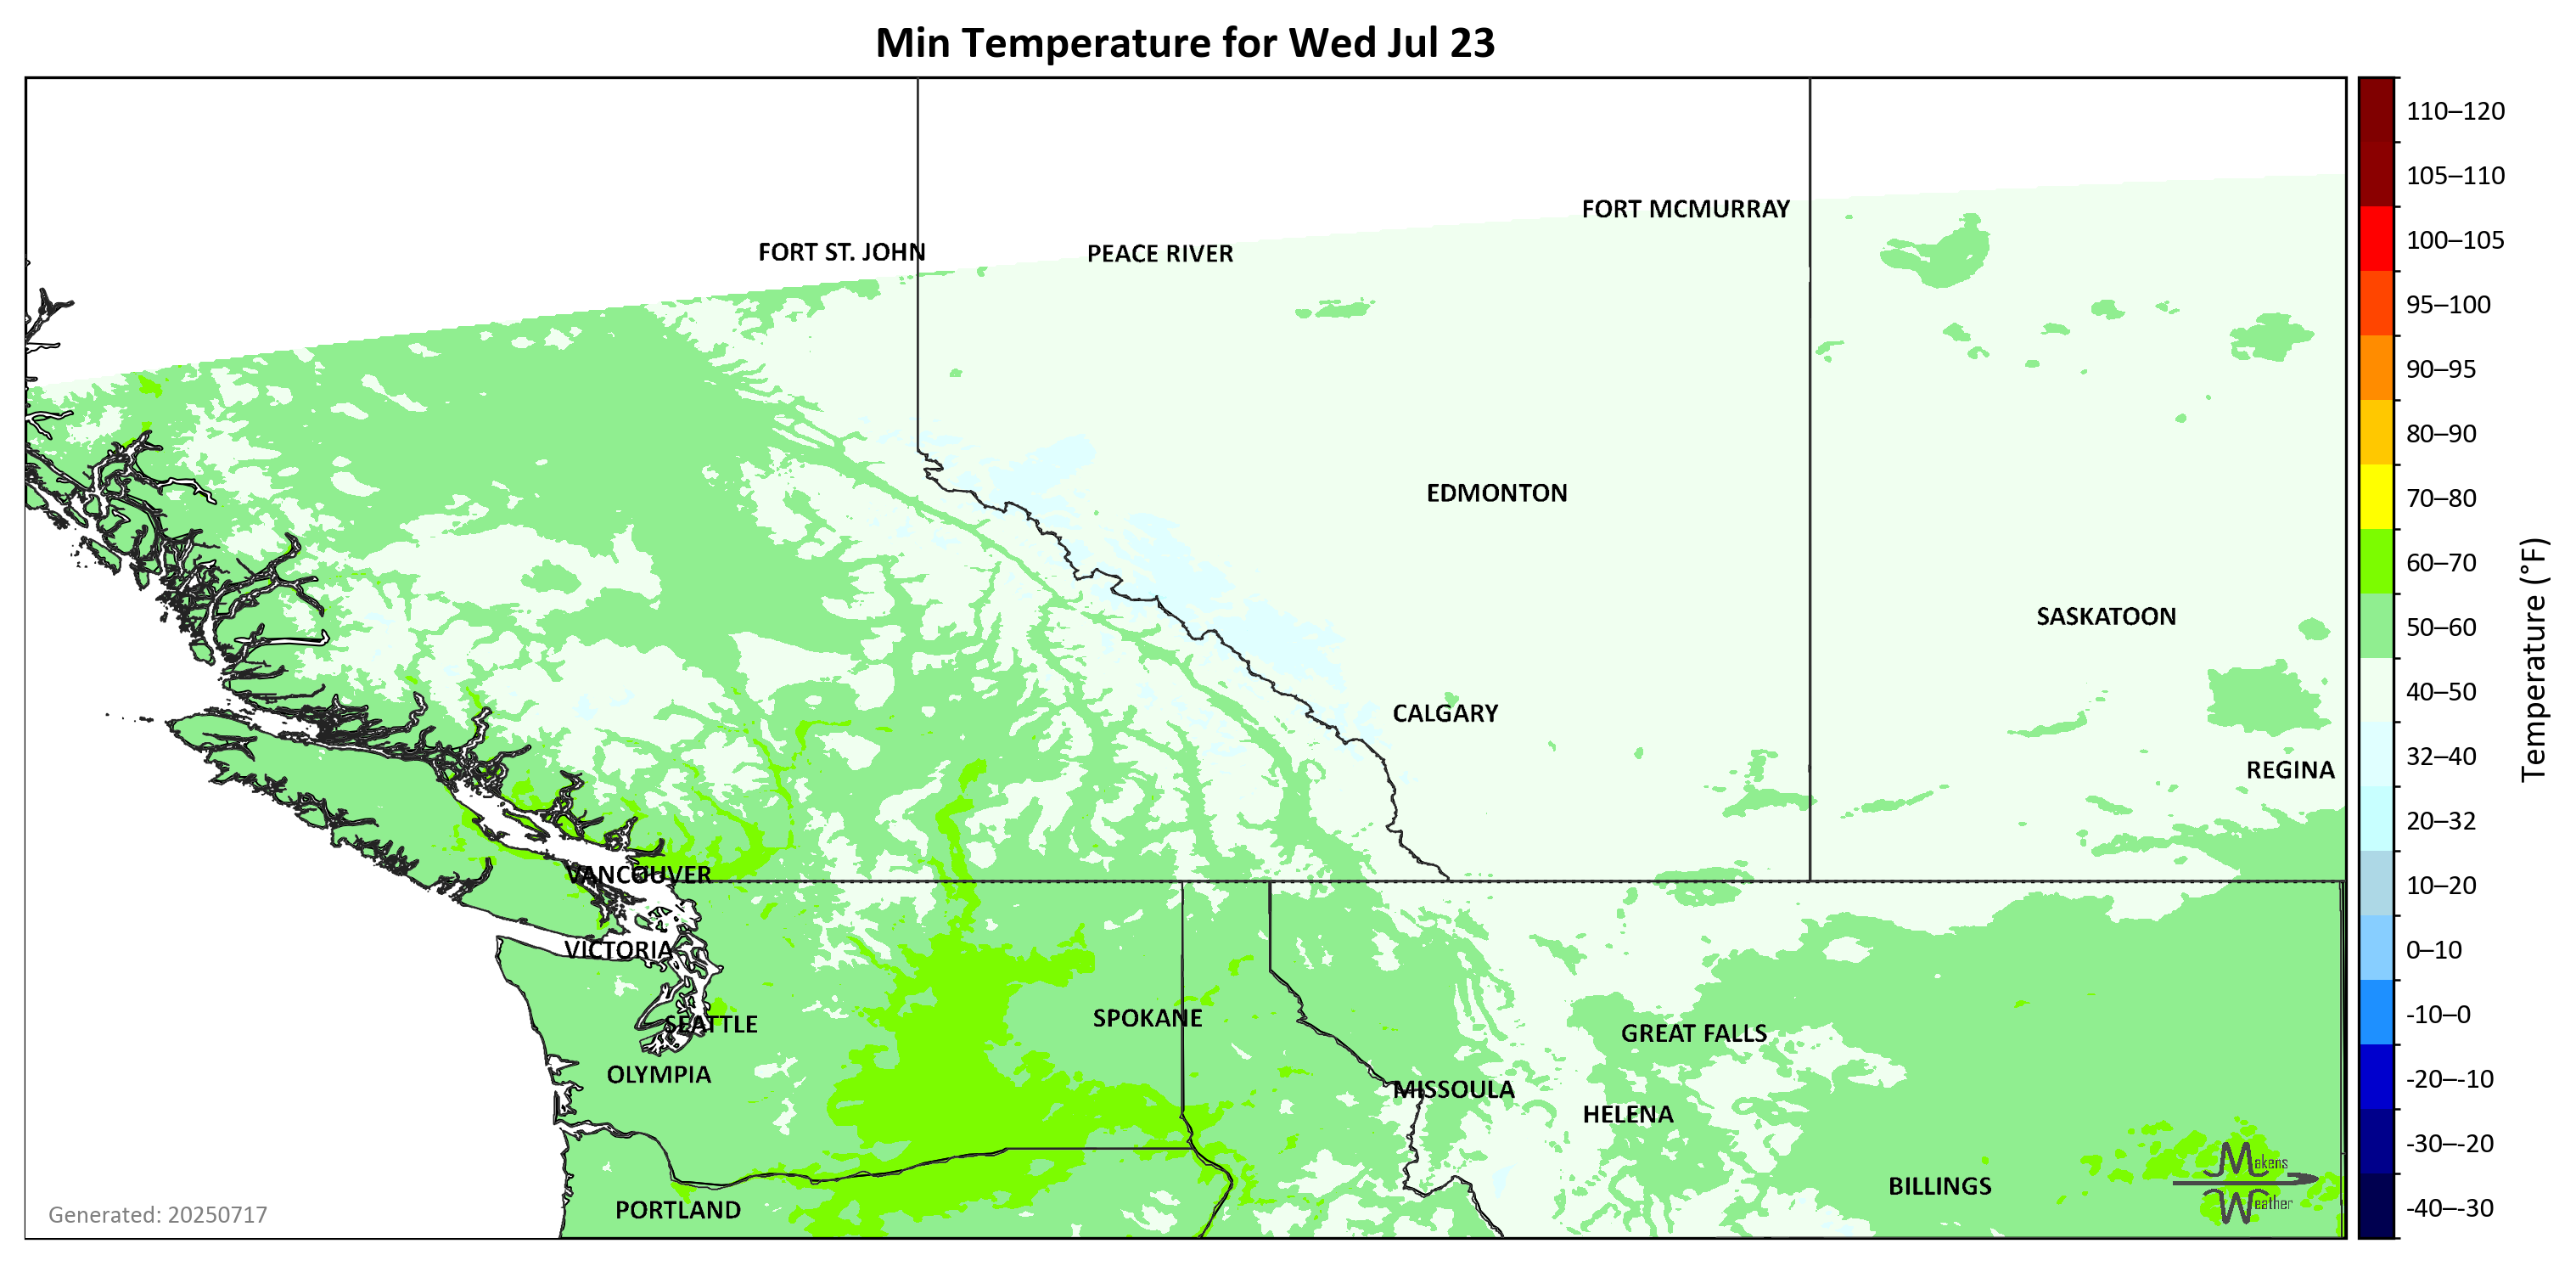 Min Temperature for Wed Jul 23
110–120
105–110
FORT MCMURRAY
100–105
FORT ST. JOHN
PEACE RIVER
95–100
90–95
80–90
EDMONTON
70–80
60–70
SASKATOON
50–60
CALGARY
40–50
Temperature (°F)
REGINA
32–40
20–32
VANCOUVER
10–20
VICTORIA
0–10
SEATTLE
SPOKANE
GREAT FALLS
-10–0
OLYMPIA
MISSOULA
HELENA
-20–-10
-30–-20
BILLINGS
Makens
Weather
PORTLAND
Generated: 20250717
-40–-30